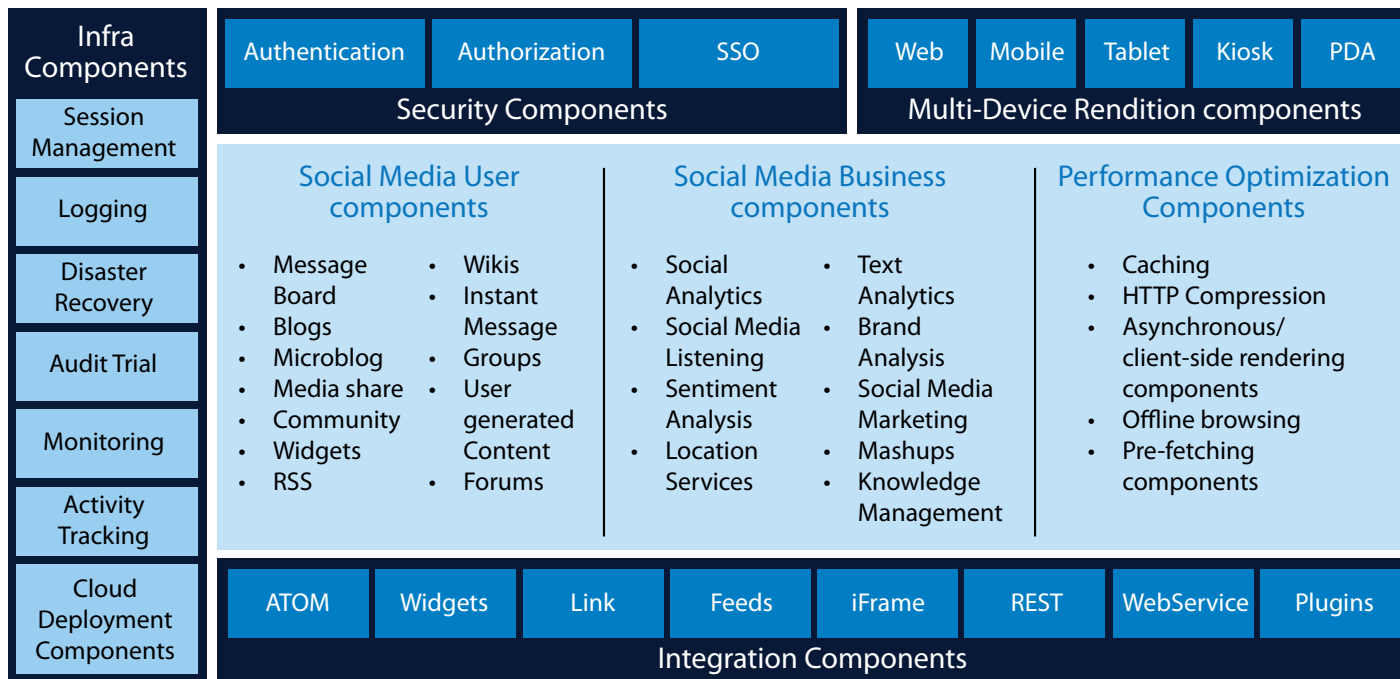 Infra
Components
Session
Management
Logging
Disaster
Recovery
Audit Trial
Monitoring
Activity
Tracking
Cloud
Deployment
Components
Authentication
Authorization
SSO
Security Components
Web
Mobile
Tablet
Kiosk
PDA
Multi-Device Rendition components
Social Media User
components
• Message
Board
• Blogs
• Microblog
• Media share
• Community
• Widgets
• RSS
• Wikis
• Instant
Message
• Groups
• User
generated
Content
• Forums
Social Media Business
components
• Social
Analytics
• Social Media
Listening
• Sentiment
Analysis
• Location
Services
• Text
Analytics
• Brand
Analysis
• Social Media
Marketing
• Mashups
• Knowledge
Management
Performance Optimization
Components
• Caching
• HTTP Compression
• Asynchronous/
client-side rendering
components
• Offline browsing
• Pre-fetching
components
ATOM
Widgets
Link
Feeds
iFrame
REST
WebService
Plugins
Integration Components